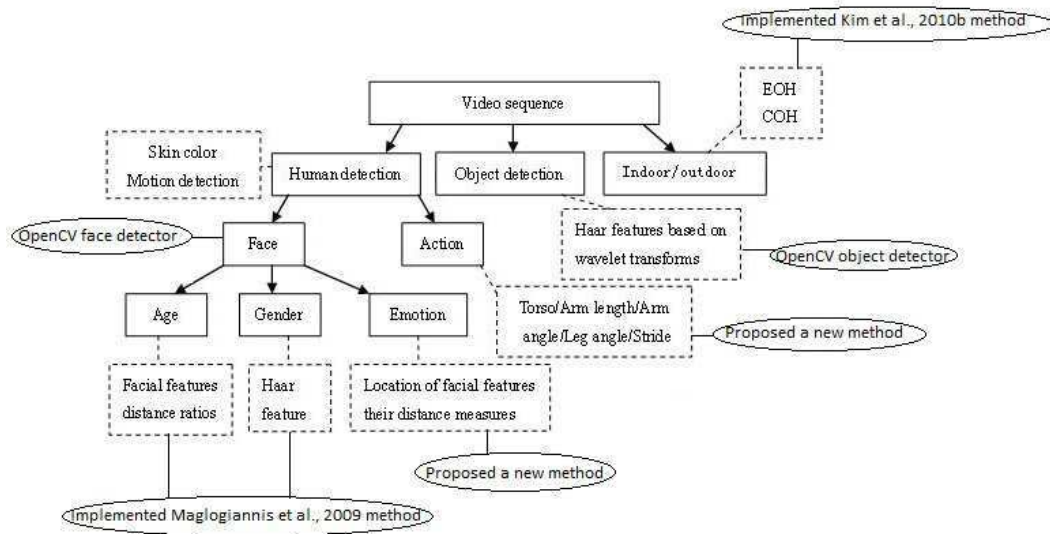 Implemented Kim et al., 2010b method
EOH
COH
Video sequence
Skin color
Motion detection
Human detection
Object detection
Indoor/outdoor
OpenCV face detector
Face
Action
Haar features based on
wavelet transforms
OpenCV object detector
Age
Gender
Emotion
Torso/Arm length/Arm
angle/Leg angle/Stride
Proposed a new method
Facial features
distance ratios
Haar
feature
Location of facial features
their distance measures
Proposed a new method
Implemented Maglogiannis et al., 2009 method